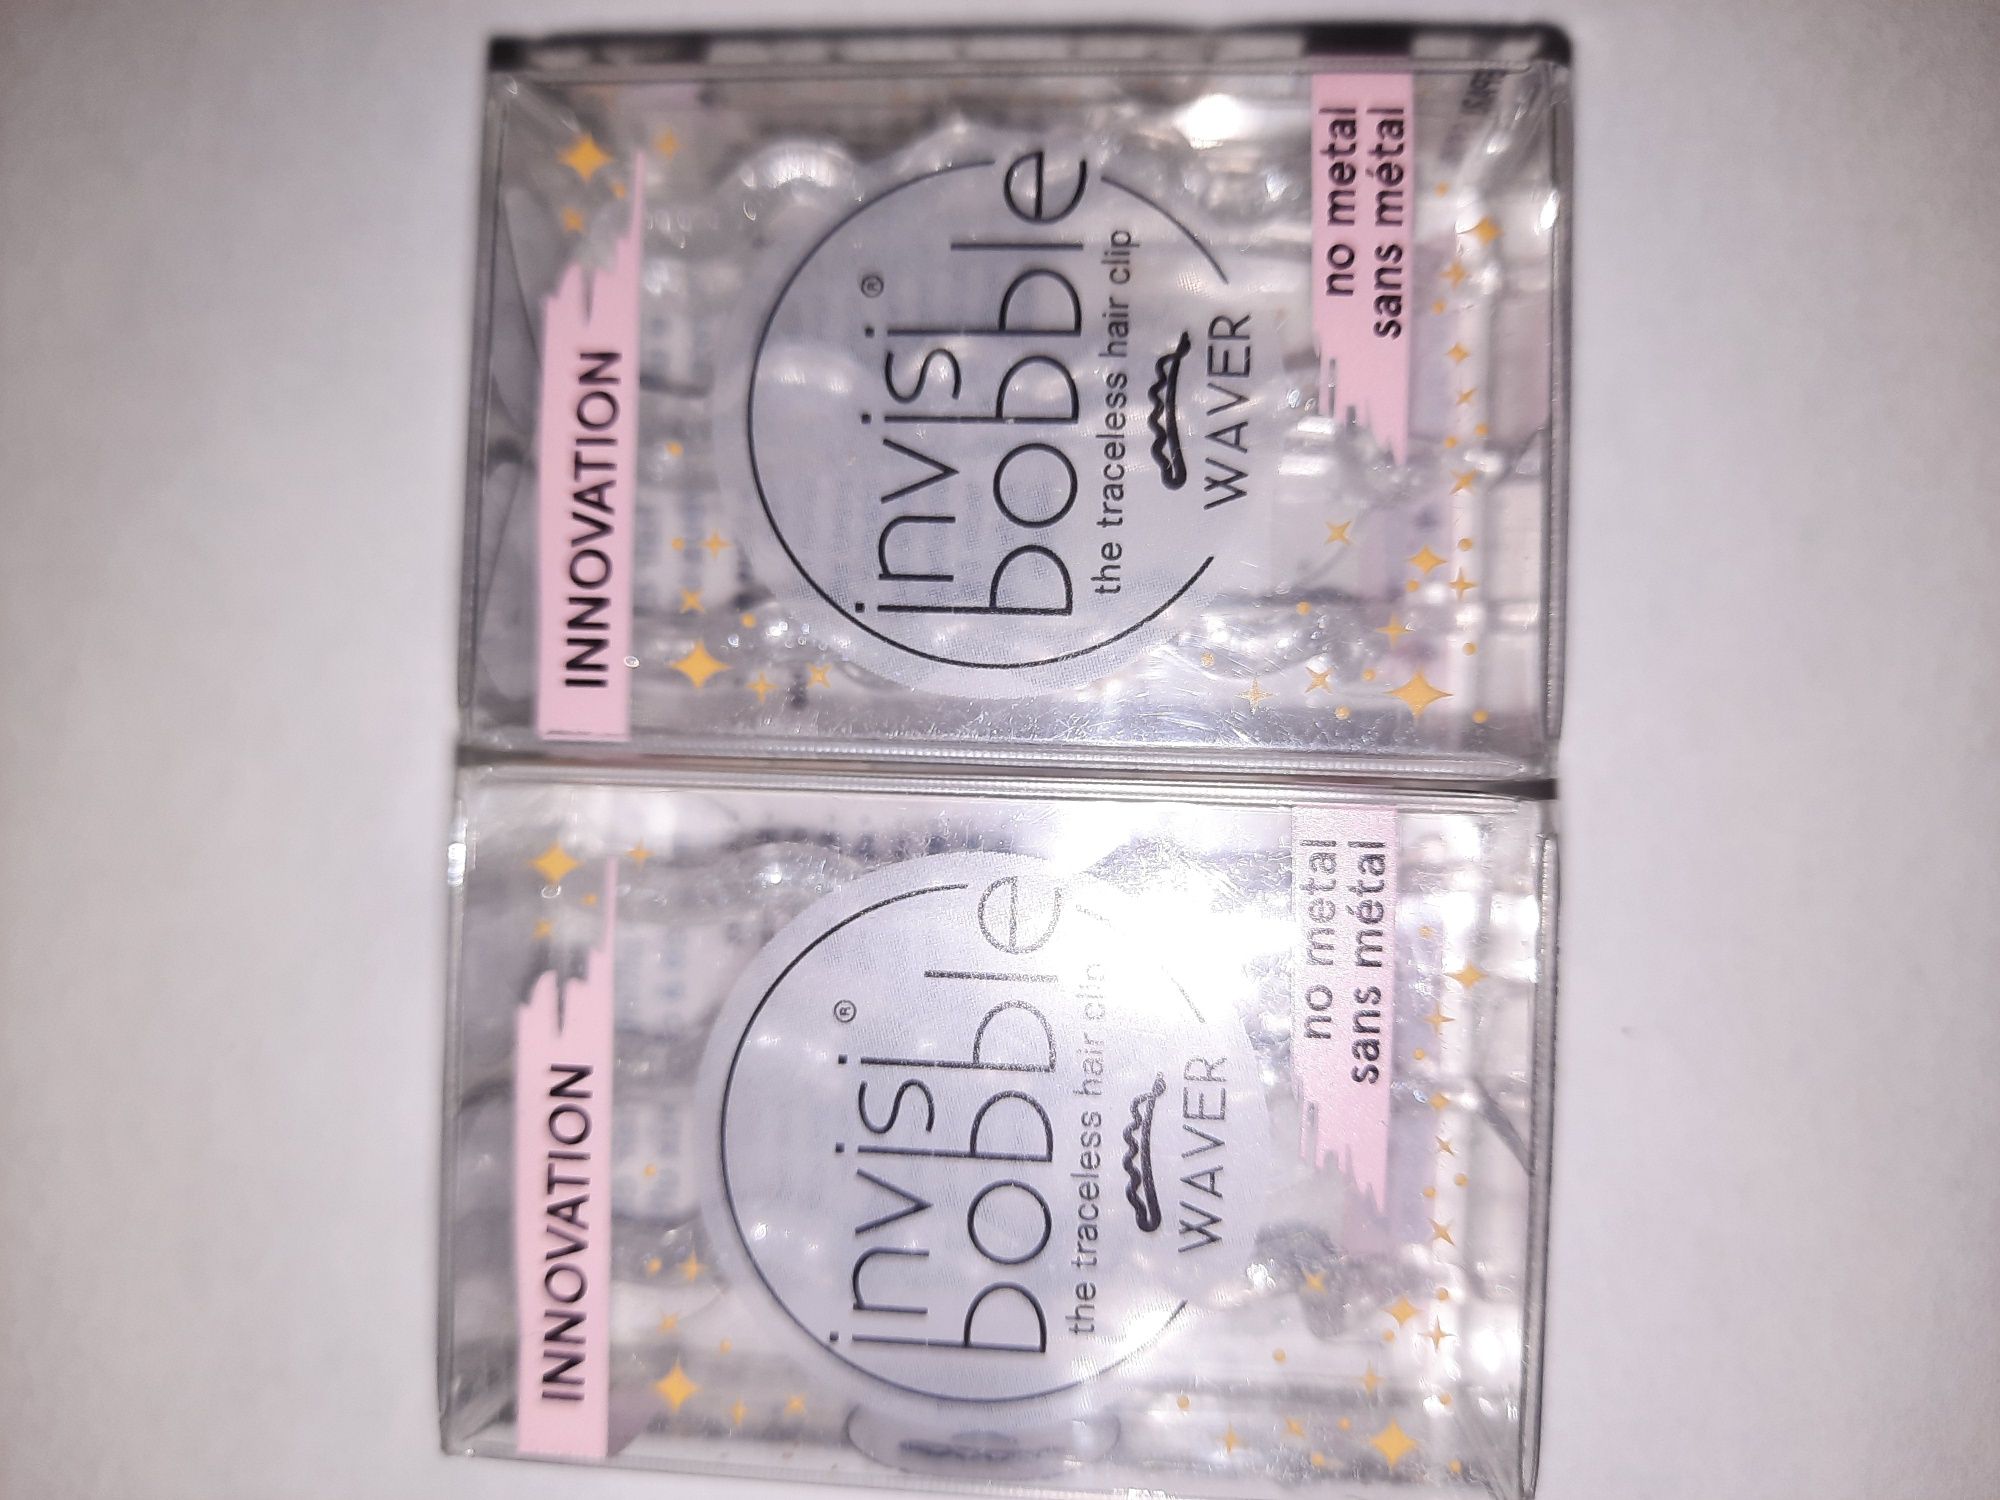 INNOVATION
invisi®
bobble
the traceless hair clip
WAVER
no metal
sans métal
INNOVATION
invisi®
bobble
the traceless hair clip
WAVER
no metal
sans métal